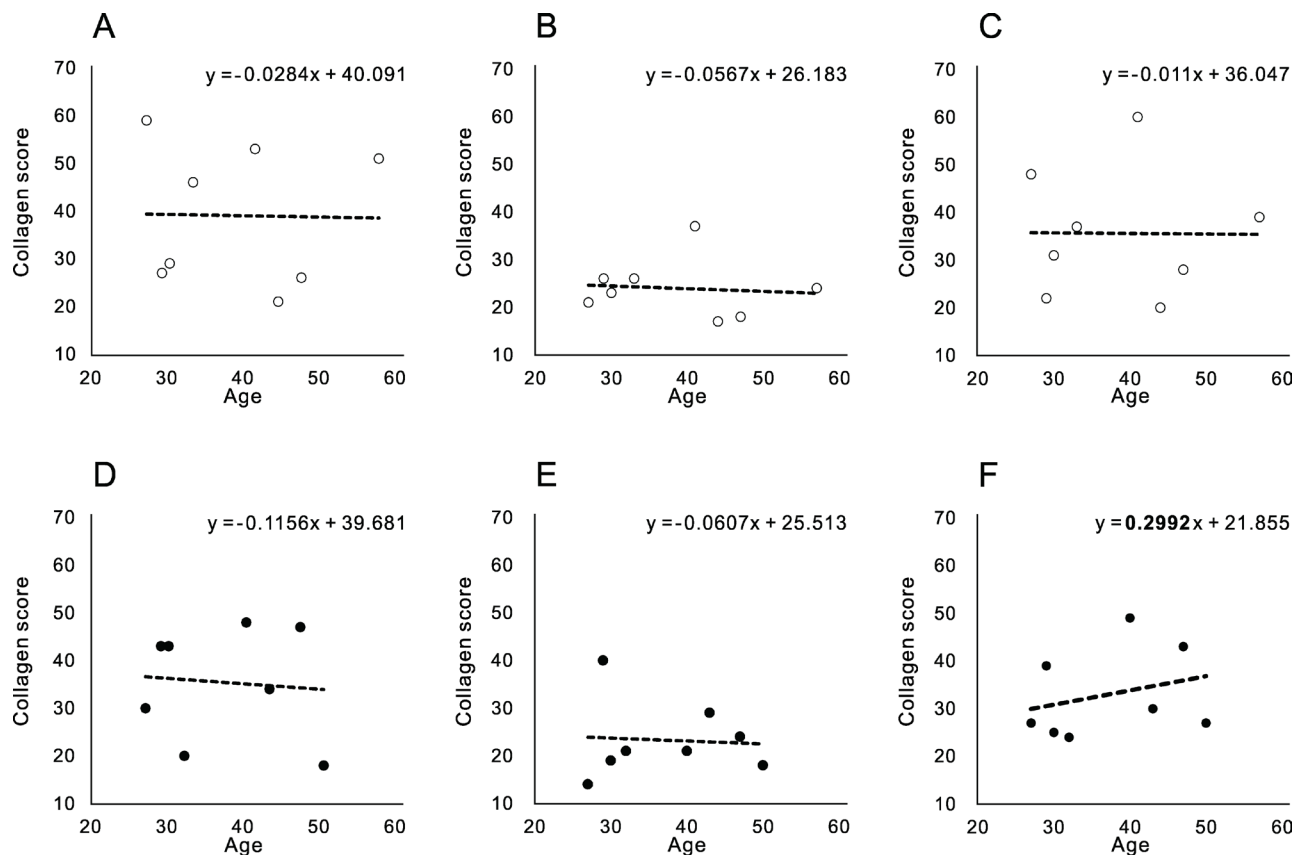 A
y =-0.0284x + 40.091
70
60
50
40
30
20
10
Collagen score
20 30 40 50 60
Age
B
y =-0.0567x + 26.183
70
60
50
40
30
20
10
Collagen score
20 30 40 50 60
Age
C
y =-0.011x + 36.047
70
60
50
40
30
20
10
Collagen score
20 30 40 50 60
Age
D
y =-0.1156x + 39.681
70
60
50
40
30
20
10
Collagen score
20 30 40 50 60
Age
E
y =-0.0607x + 25.513
70
60
50
40
30
20
10
Collagen score
20 30 40 50 60
Age
F
y =0.2992x + 21.855
70
60
50
40
30
20
10
Collagen score
20 30 40 50 60
Age